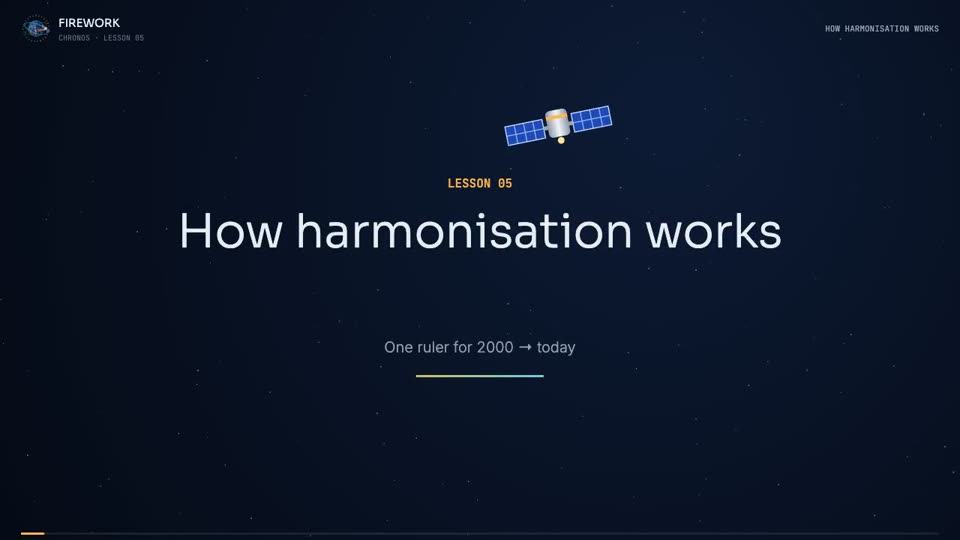 FIREWORK
CHRONOS · LESSON 05
HOW HARMONISATION WORKS
LESSON 05
How harmonisation works
One ruler for 2000 → today